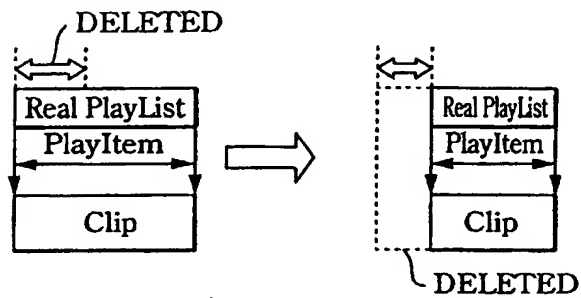 DELETED
Real PlayList
PlayItem
Clip
Real PlayList
PlayItem
Clip
DELETED